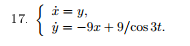 17. { ẋ = y,
ẏ = −9x + 9/cos 3t.